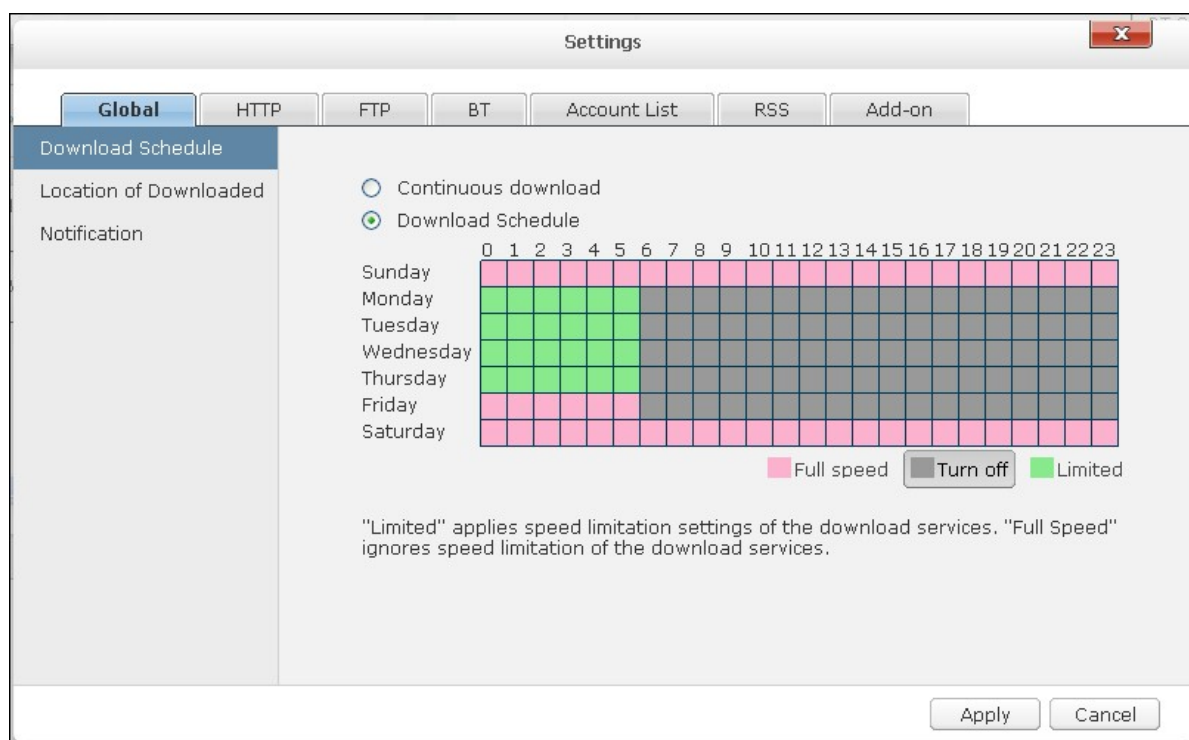 Settings
x
Global HTTP FTP BT Account List RSS Add-on
Download Schedule
Location of Downloaded
Notification
Continuous download
Download Schedule
0 1 2 3 4 5 6 7 8 9 10 11 12 13 14 15 16 17 18 19 20 21 22 23
Sunday
Monday
Tuesday
Wednesday
Thursday
Friday
Saturday
Full speed Turn off Limited
"Limited" applies speed limitation settings of the download services. "Full Speed"
ignores speed limitation of the download services.
Apply Cancel